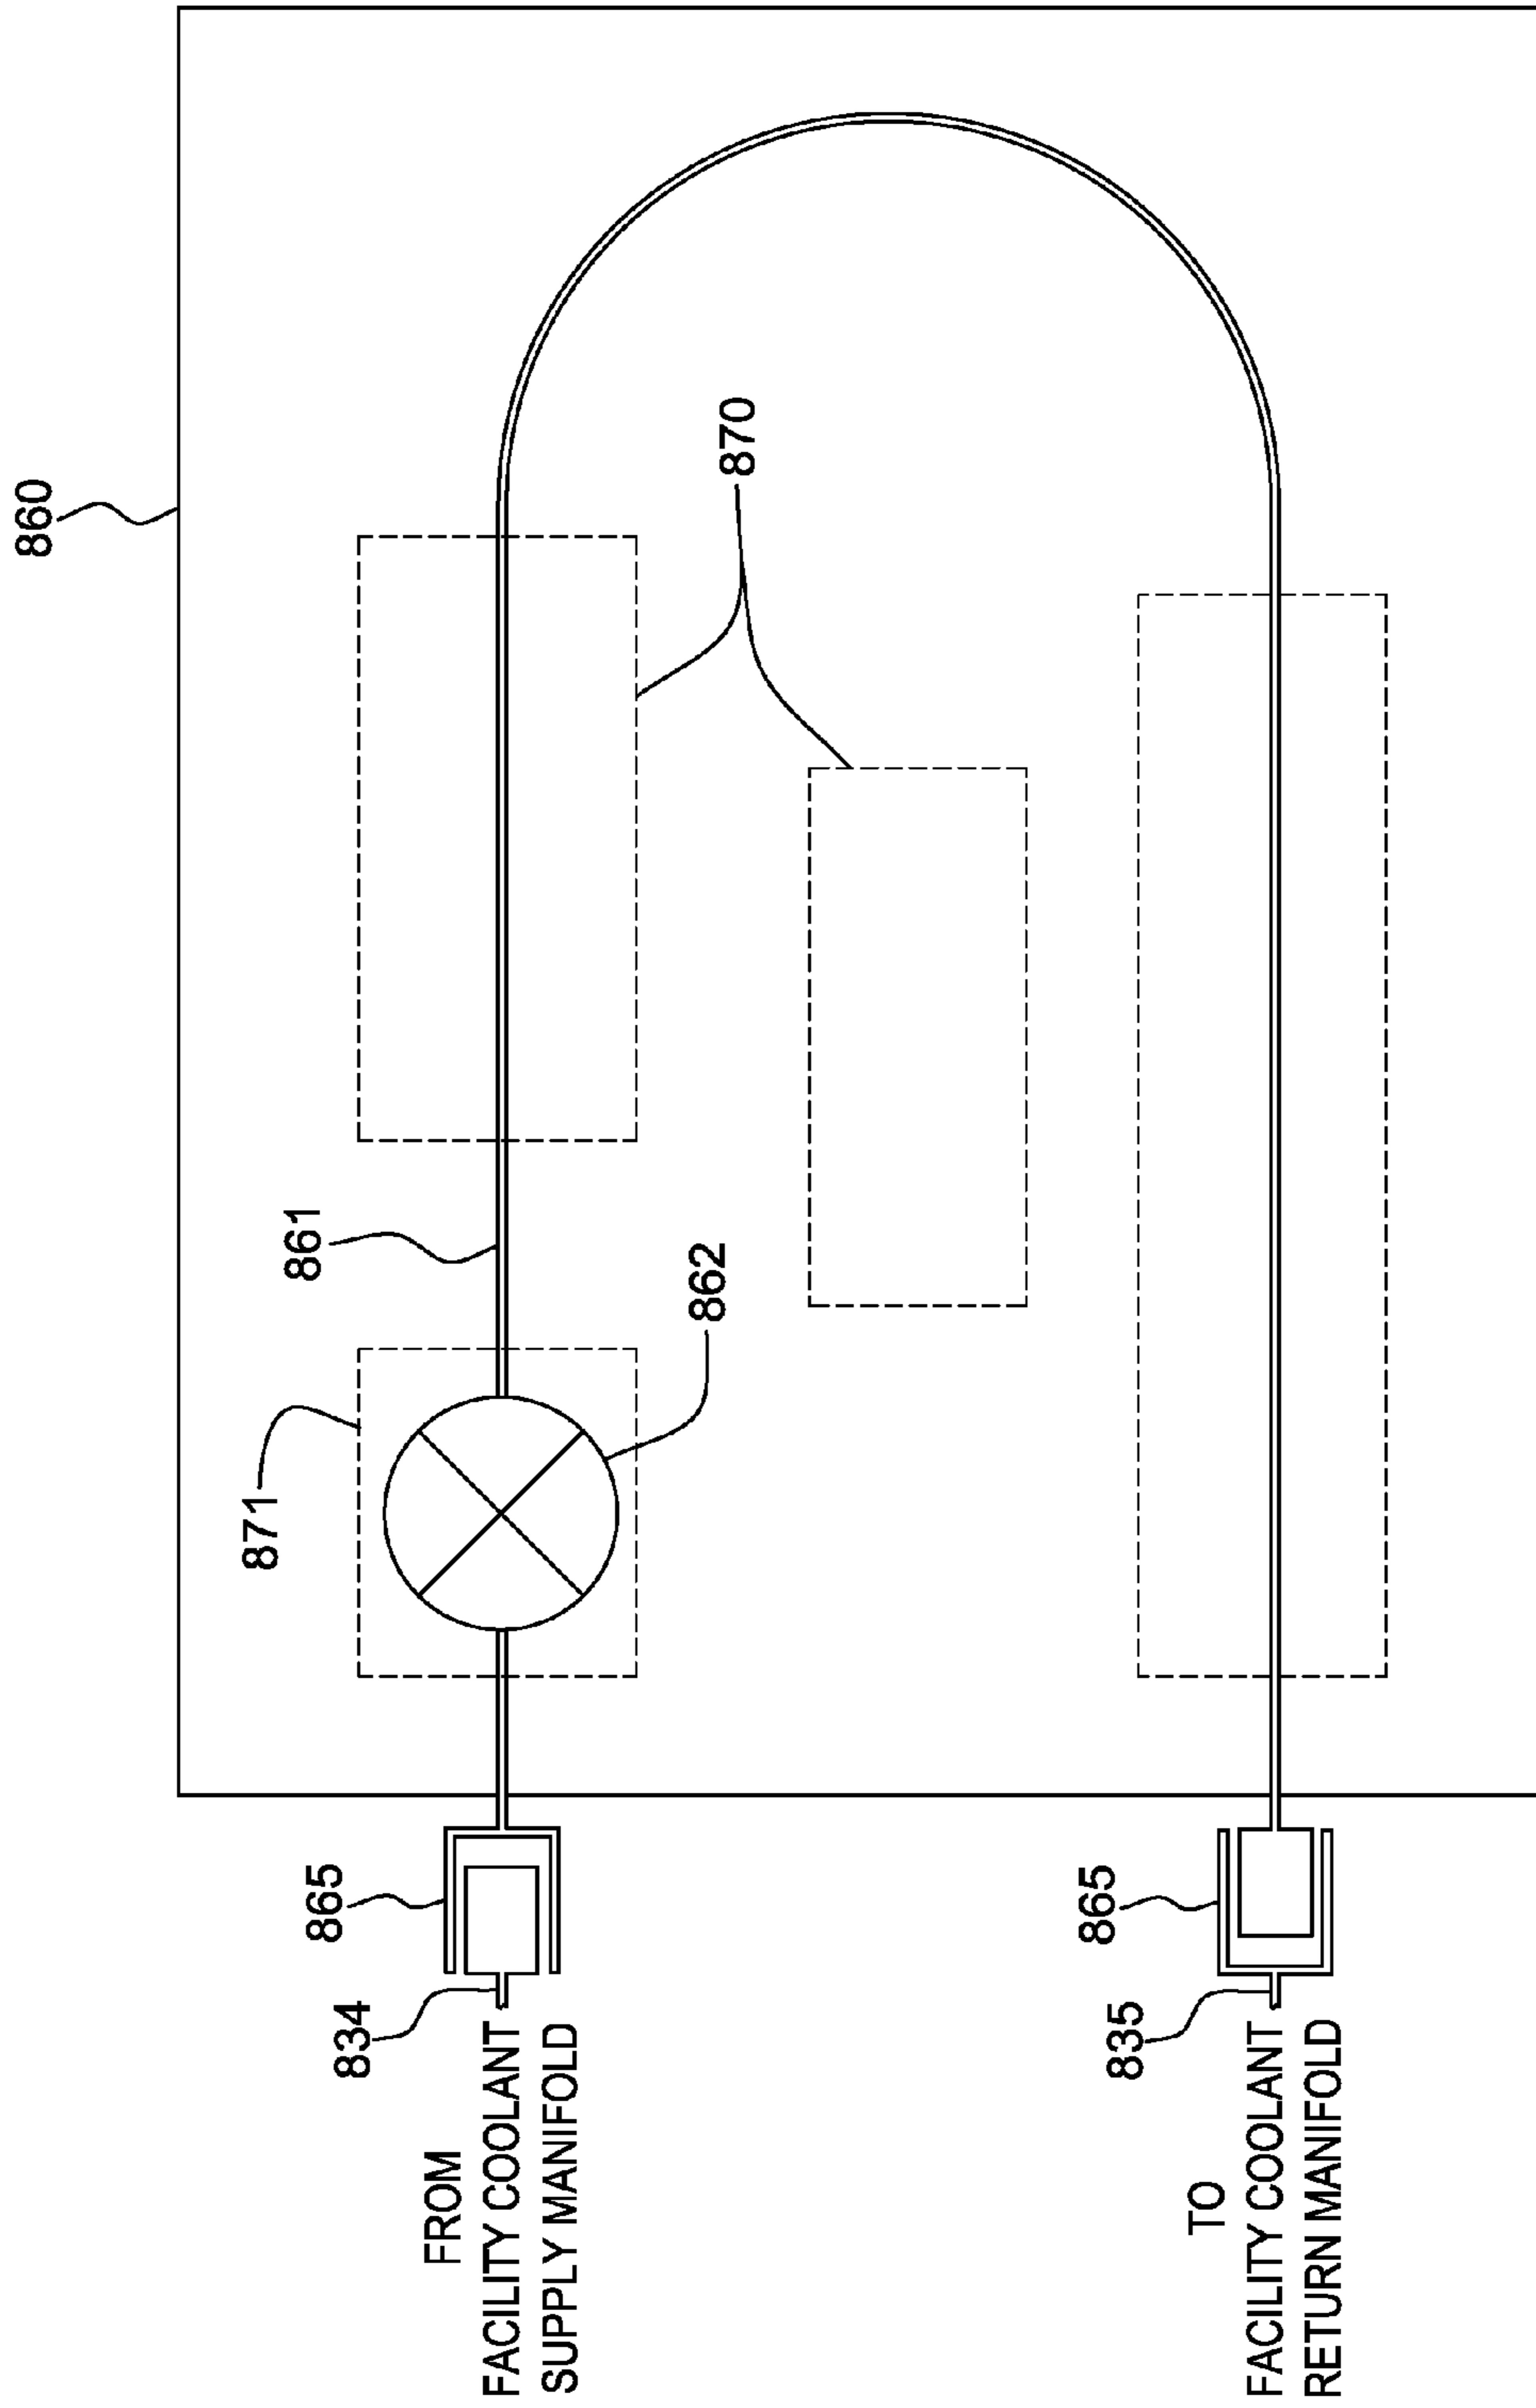 860
870
861
862
871
865
834
FROM
FACILITY COOLANT
SUPPLY MANIFOLD
865
835
TO
FACILITY COOLANT
RETURN MANIFOLD